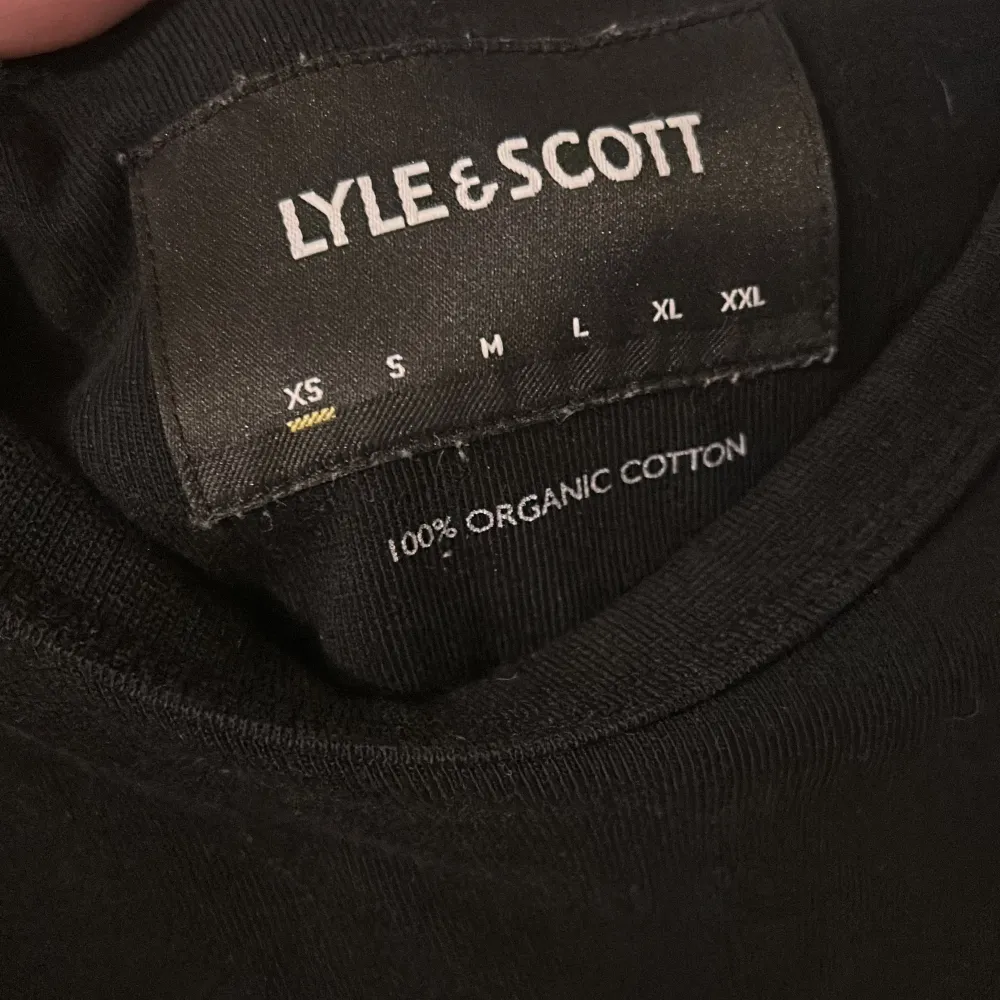 LYLE & SCOTT
XS S M L XL XXL
100% ORGANIC COTTON